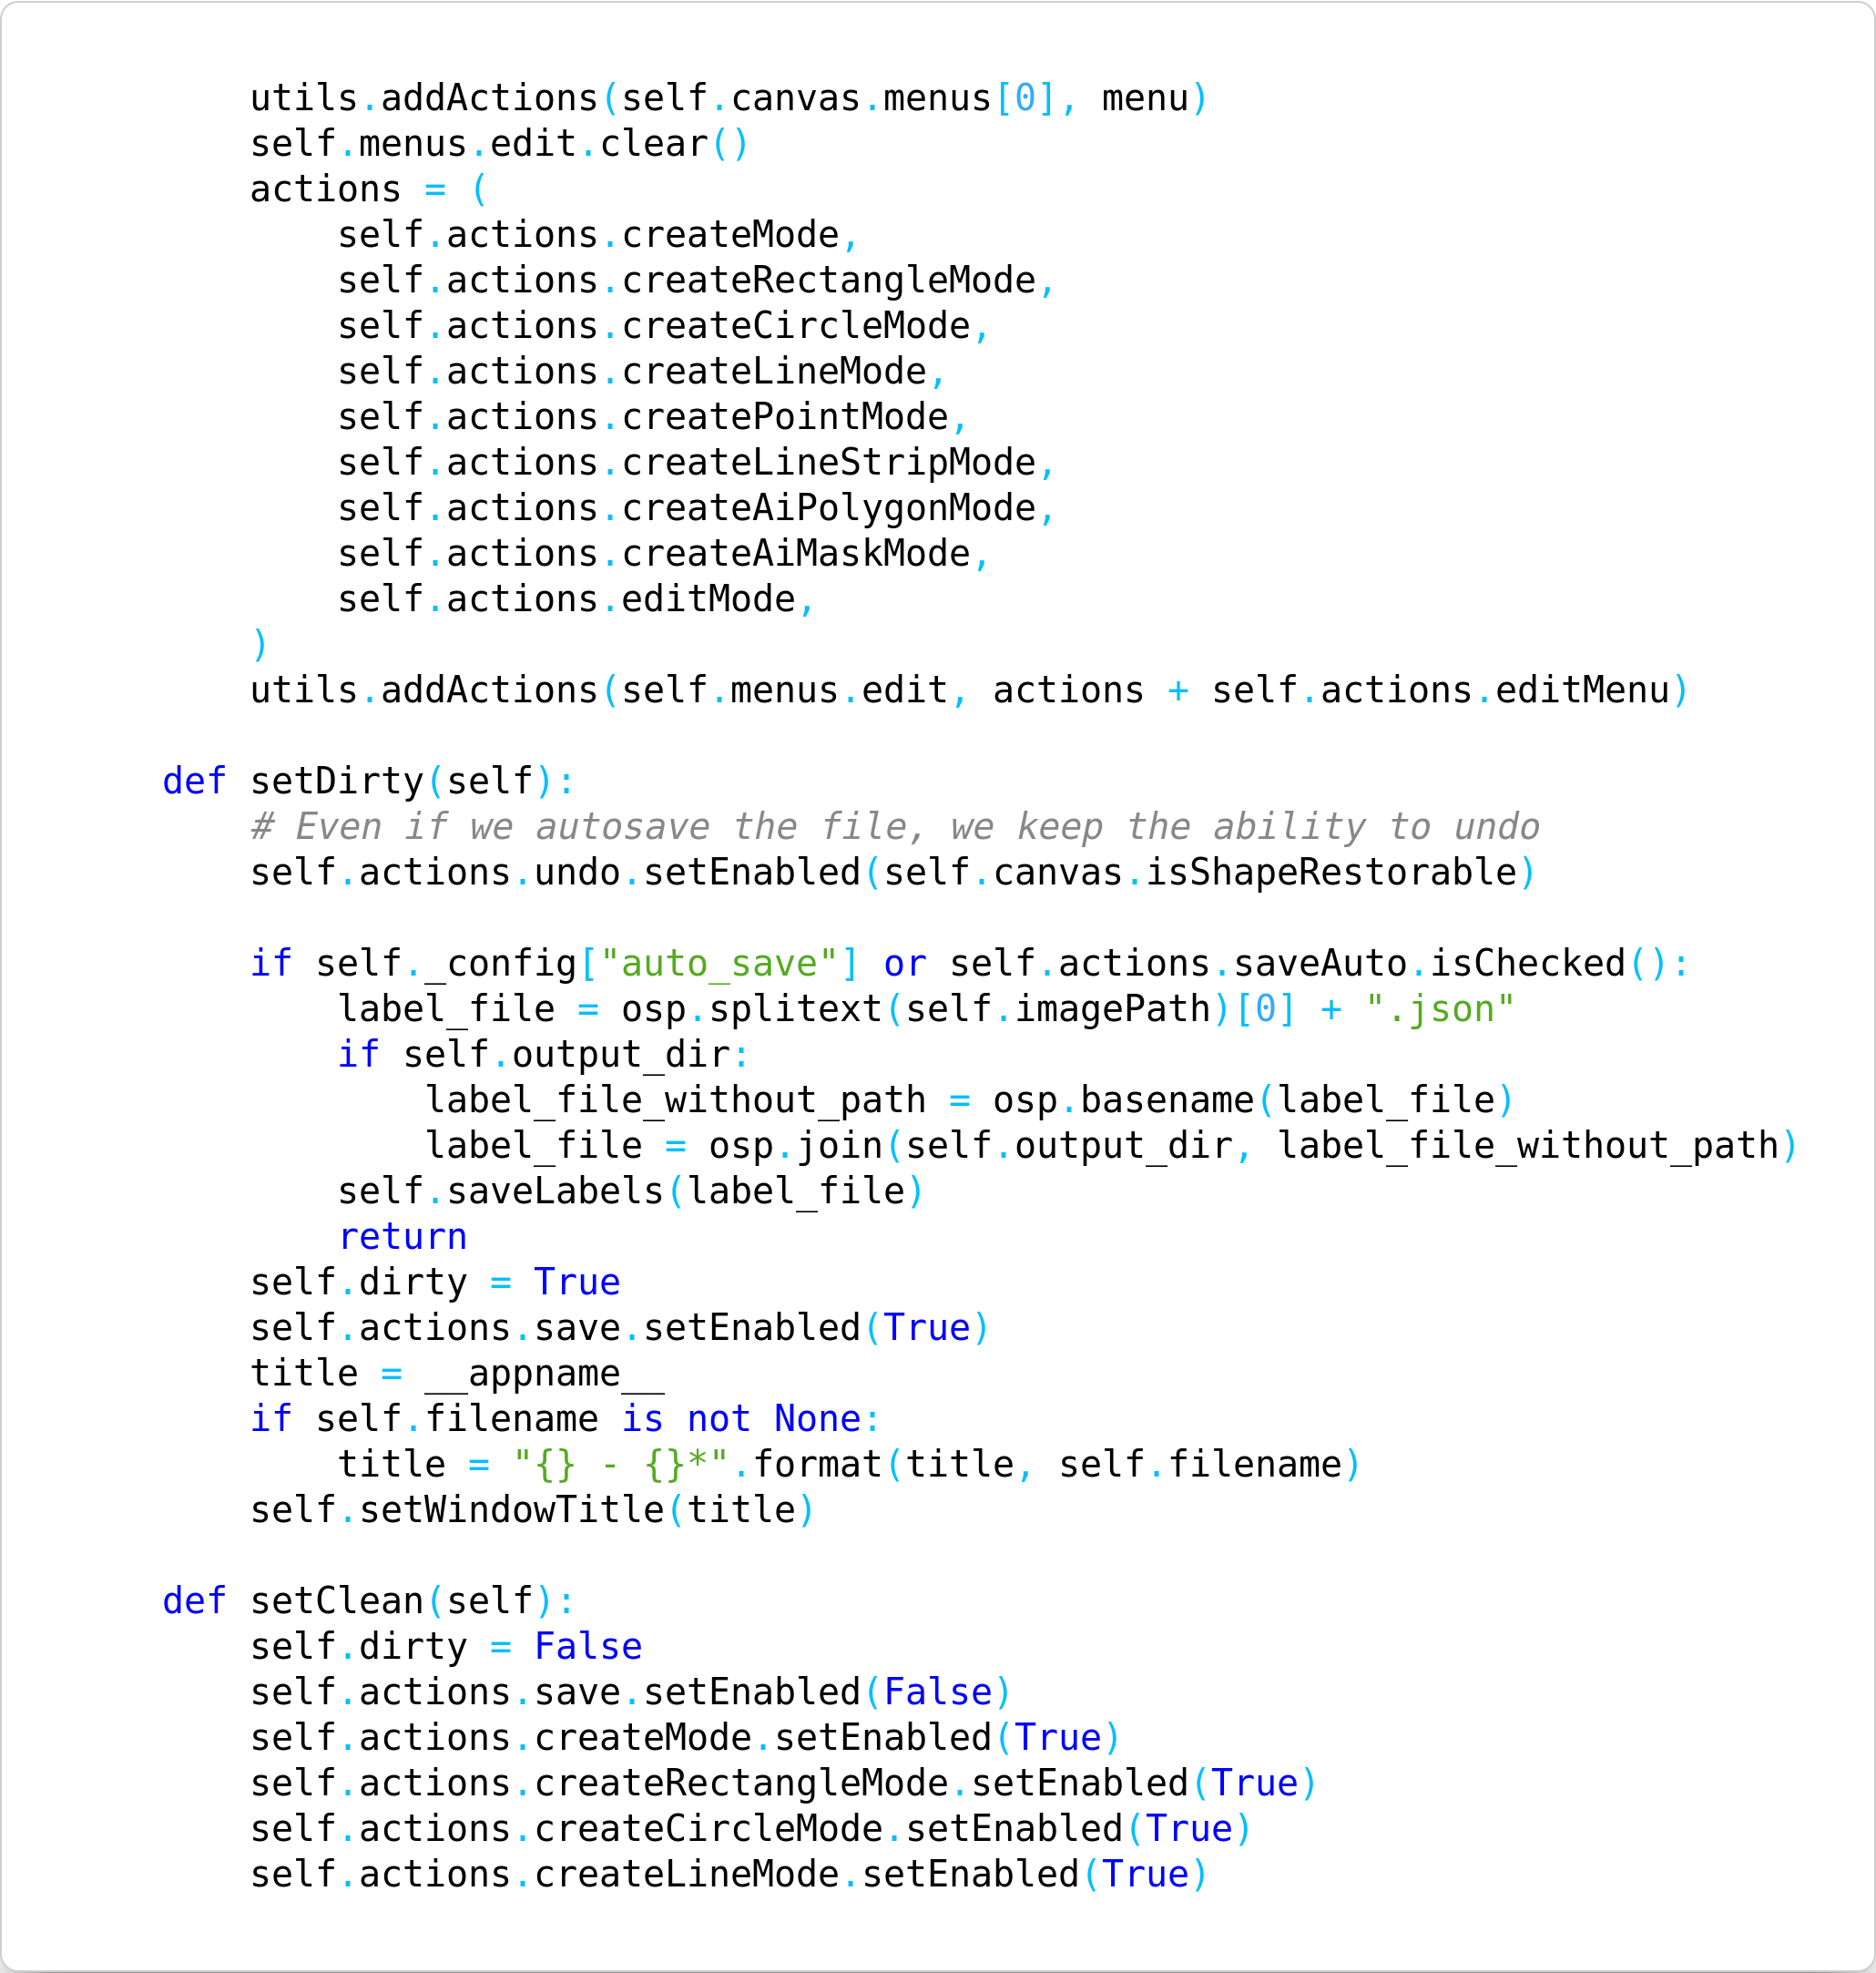 utils.addActions(self.canvas.menus[0], menu)
        self.menus.edit.clear()
        actions = (
            self.actions.createMode,
            self.actions.createRectangleMode,
            self.actions.createCircleMode,
            self.actions.createLineMode,
            self.actions.createPointMode,
            self.actions.createLineStripMode,
            self.actions.createAiPolygonMode,
            self.actions.createAiMaskMode,
            self.actions.editMode,
        )
        utils.addActions(self.menus.edit, actions + self.actions.editMenu)

    def setDirty(self):
        # Even if we autosave the file, we keep the ability to undo
        self.actions.undo.setEnabled(self.canvas.isShapeRestorable)

        if self._config["auto_save"] or self.actions.saveAuto.isChecked():
            label_file = osp.splitext(self.imagePath)[0] + ".json"
            if self.output_dir:
                label_file_without_path = osp.basename(label_file)
                label_file = osp.join(self.output_dir, label_file_without_path)
            self.saveLabels(label_file)
            return
        self.dirty = True
        self.actions.save.setEnabled(True)
        title = __appname__
        if self.filename is not None:
            title = "{} - {}*".format(title, self.filename)
        self.setWindowTitle(title)

    def setClean(self):
        self.dirty = False
        self.actions.save.setEnabled(False)
        self.actions.createMode.setEnabled(True)
        self.actions.createRectangleMode.setEnabled(True)
        self.actions.createCircleMode.setEnabled(True)
        self.actions.createLineMode.setEnabled(True)